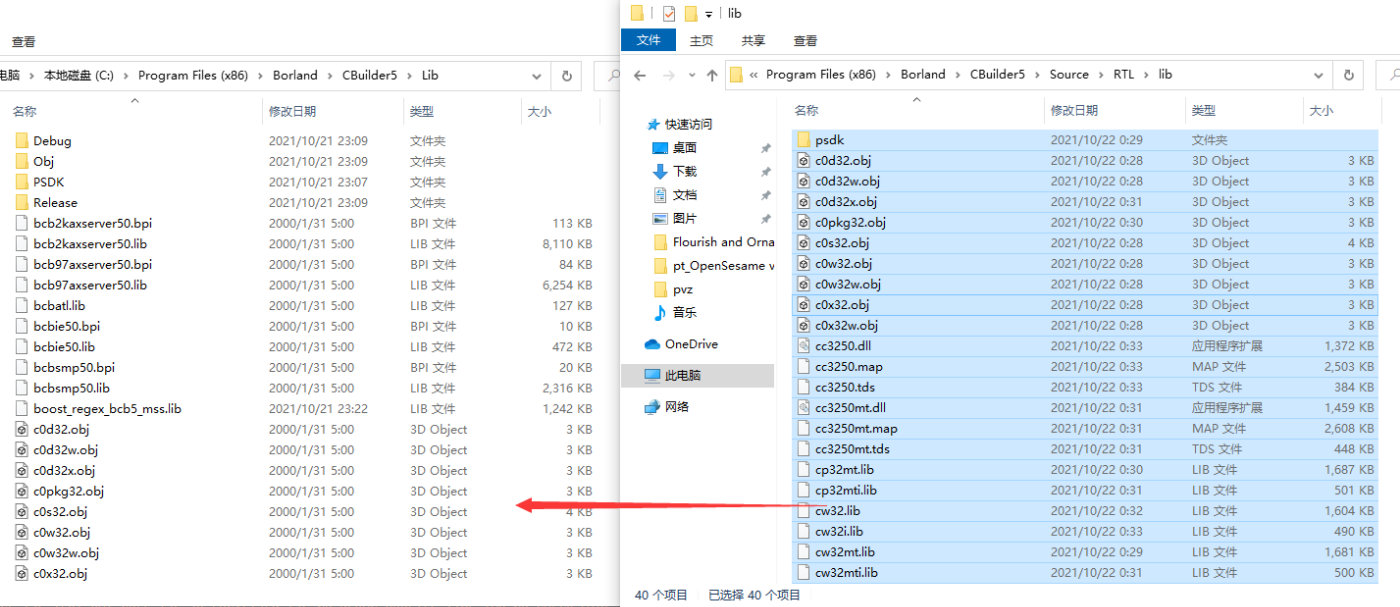 查看
电脑 › 本地磁盘 (C:) › Program Files (x86) › Borland › CBuilder5 › Lib
名称 修改日期 类型 大小
Debug 2021/10/21 23:09 文件夹
Obj 2021/10/21 23:09 文件夹
PSDK 2021/10/21 23:07 文件夹
Release 2021/10/21 23:09 文件夹
bcb2kaxserver50.bpi 2000/1/31 5:00 BPI 文件 113 KB
bcb2kaxserver50.lib 2000/1/31 5:00 LIB 文件 8,110 KB
bcb97axserver50.bpi 2000/1/31 5:00 BPI 文件 84 KB
bcb97axserver50.lib 2000/1/31 5:00 LIB 文件 6,254 KB
bcbatl.lib 2000/1/31 5:00 LIB 文件 127 KB
bcbie50.bpi 2000/1/31 5:00 BPI 文件 10 KB
bcbie50.lib 2000/1/31 5:00 LIB 文件 472 KB
bcbsmp50.bpi 2000/1/31 5:00 BPI 文件 20 KB
bcbsmp50.lib 2000/1/31 5:00 LIB 文件 2,316 KB
boost_regex_bcb5_mss.lib 2021/10/21 23:22 LIB 文件 1,242 KB
c0d32.obj 2000/1/31 5:00 3D Object 3 KB
c0d32w.obj 2000/1/31 5:00 3D Object 3 KB
c0d32x.obj 2000/1/31 5:00 3D Object 3 KB
c0pkg32.obj 2000/1/31 5:00 3D Object 3 KB
c0s32.obj 2000/1/31 5:00 3D Object 4 KB
c0w32.obj 2000/1/31 5:00 3D Object 3 KB
c0w32w.obj 2000/1/31 5:00 3D Object 3 KB
c0x32.obj 2000/1/31 5:00 3D Object 3 KB
lib
文件 主页 共享 查看
« Program Files (x86) › Borland › CBuilder5 › Source › RTL › lib
快速访问
桌面
下载
文档
图片
Flourish and Orna
pt_OpenSesame v
pvz
音乐
OneDrive
此电脑
网络
名称 修改日期 类型 大小
psdk 2021/10/22 0:29 文件夹
c0d32.obj 2021/10/22 0:28 3D Object 3 KB
c0d32w.obj 2021/10/22 0:28 3D Object 3 KB
c0d32x.obj 2021/10/22 0:31 3D Object 3 KB
c0pkg32.obj 2021/10/22 0:30 3D Object 3 KB
c0s32.obj 2021/10/22 0:28 3D Object 4 KB
c0w32.obj 2021/10/22 0:28 3D Object 3 KB
c0w32w.obj 2021/10/22 0:28 3D Object 3 KB
c0x32.obj 2021/10/22 0:28 3D Object 3 KB
c0x32w.obj 2021/10/22 0:28 3D Object 3 KB
cc3250.dll 2021/10/22 0:33 应用程序扩展 1,372 KB
cc3250.map 2021/10/22 0:33 MAP 文件 2,503 KB
cc3250.tds 2021/10/22 0:33 TDS 文件 384 KB
cc3250mt.dll 2021/10/22 0:31 应用程序扩展 1,459 KB
cc3250mt.map 2021/10/22 0:31 MAP 文件 2,608 KB
cc3250mt.tds 2021/10/22 0:31 TDS 文件 448 KB
cp32mt.lib 2021/10/22 0:30 LIB 文件 1,687 KB
cp32mti.lib 2021/10/22 0:31 LIB 文件 501 KB
cw32.lib 2021/10/22 0:32 LIB 文件 1,604 KB
cw32i.lib 2021/10/22 0:33 LIB 文件 490 KB
cw32mt.lib 2021/10/22 0:29 LIB 文件 1,681 KB
cw32mti.lib 2021/10/22 0:31 LIB 文件 500 KB
40 个项目 已选择 40 个项目